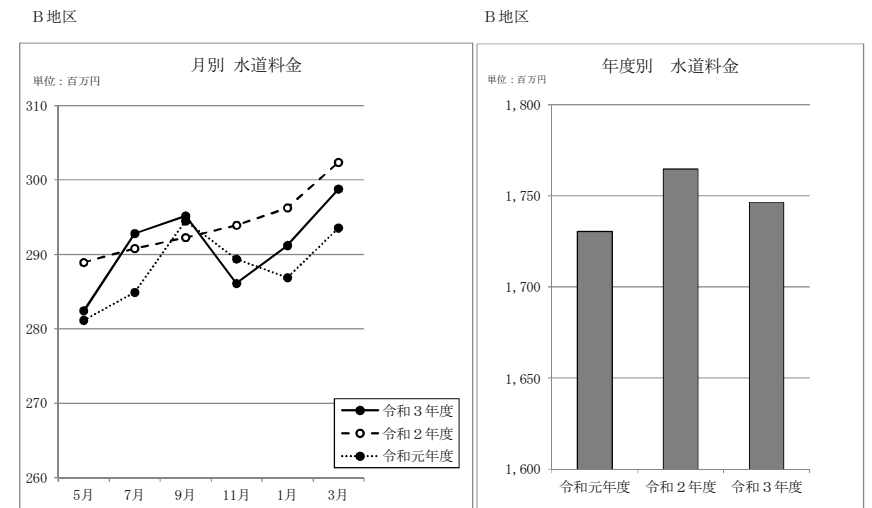 B地区
月別 水道料金
単位：百万円
310
300
290
280
270
260
5月 7月 9月 11月 1月 3月
令和３年度
令和２年度
令和元年度
B地区
年度別　水道料金
単位：百万円
1,800
1,750
1,700
1,650
1,600
令和元年度 令和２年度 令和３年度